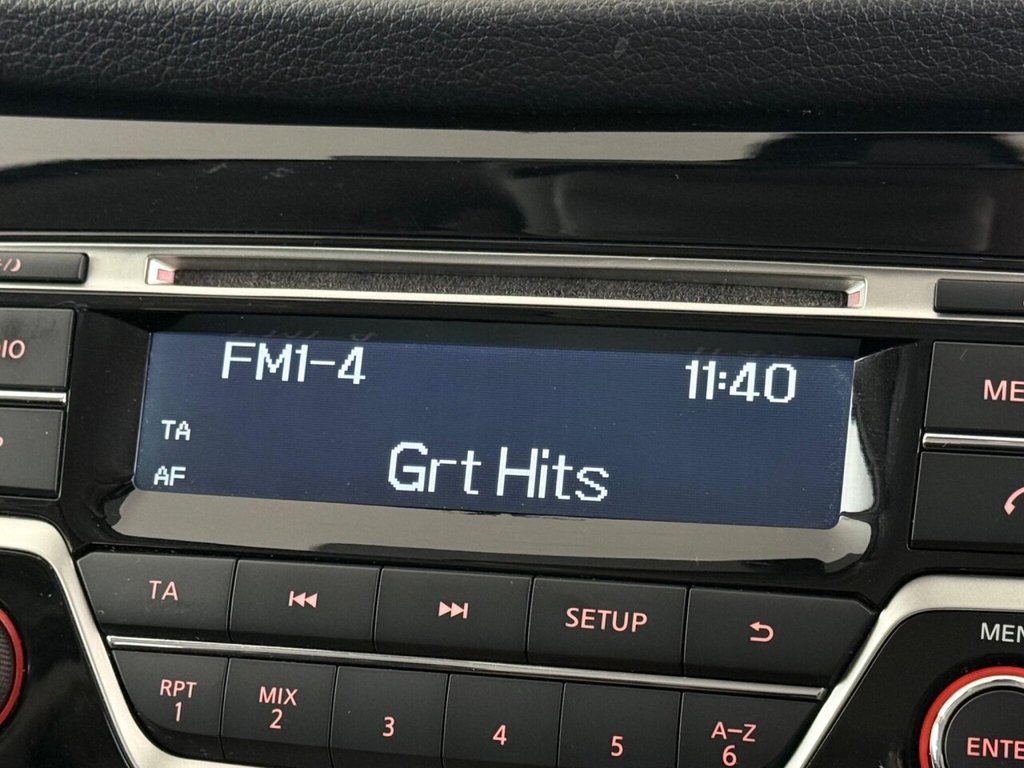 FM1-4 11:40
TA
AF
Grt Hits
TA SETUP
RPT MIX A-Z
1 2 3 4 5 6